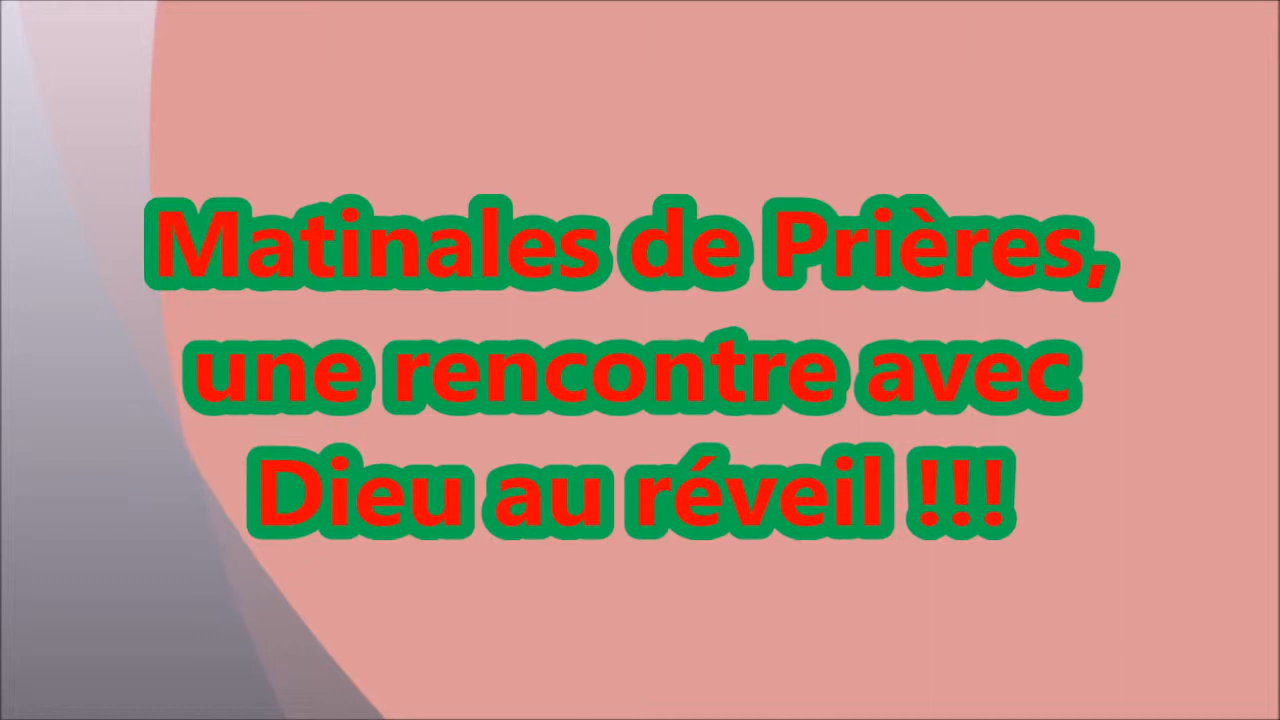 Matinales de Prières,
une rencontre avec
Dieu au réveil !!!